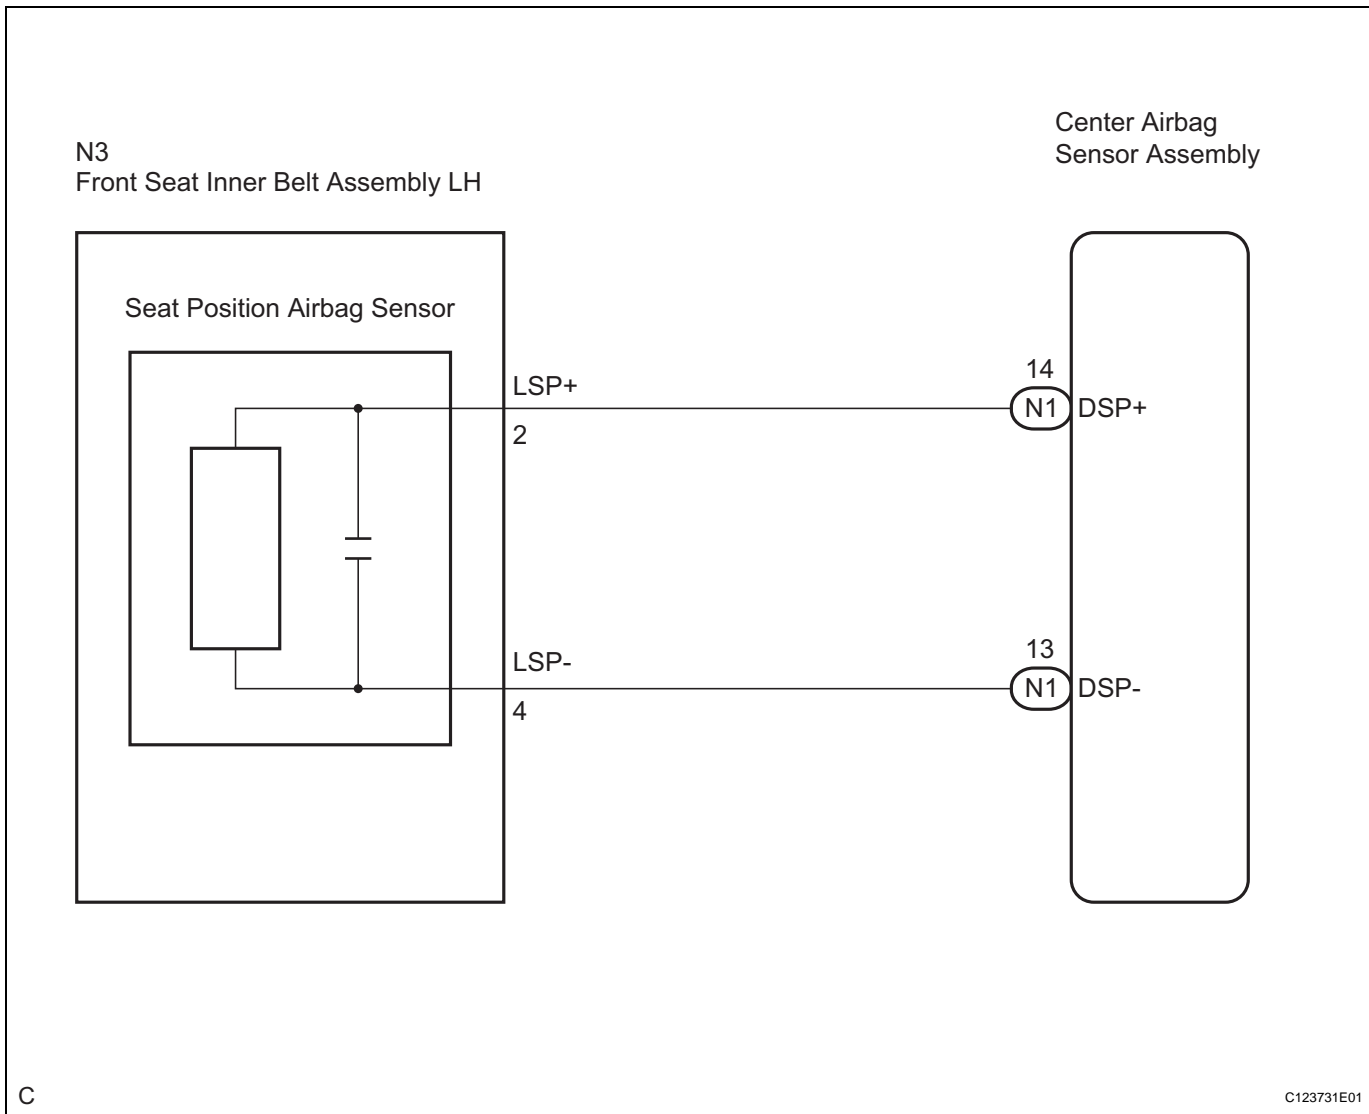 Center Airbag
Sensor Assembly
N3
Front Seat Inner Belt Assembly LH
Seat Position Airbag Sensor
LSP+
2
14
N1
DSP+
LSP-
4
13
N1
DSP-
C
C123731E01